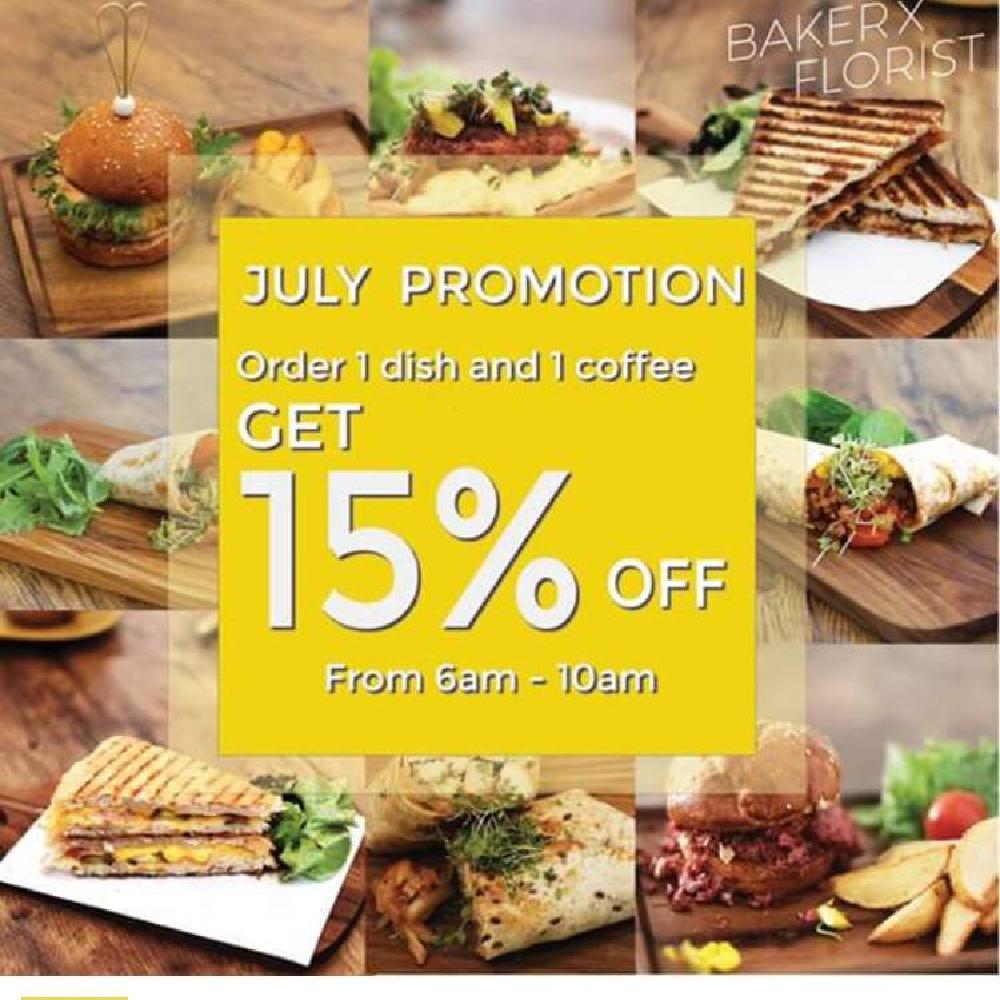 BAKER X
FLORIST
JULY PROMOTION
Order 1 dish and 1 coffee
GET
15% OFF
From 6am - 10am